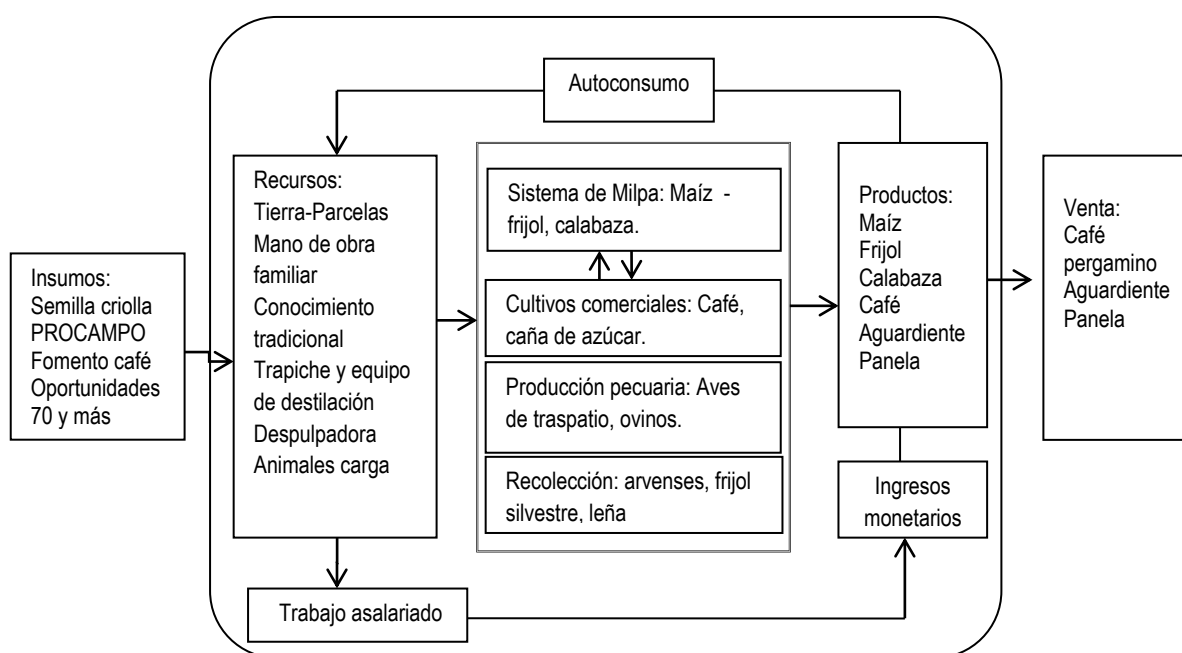 Autoconsumo
Insumos:
Semilla criolla
PROCAMPO
Fomento café
Oportunidades
70 y más
Recursos:
Tierra-Parcelas
Mano de obra
familiar
Conocimiento
tradicional
Trapiche y equipo
de destilación
Despulpadora
Animales carga
Sistema de Milpa: Maíz -
frijol, calabaza.
Cultivos comerciales: Café,
caña de azúcar.
Producción pecuaria: Aves
de traspatio, ovinos.
Recolección: arvenses, frijol
silvestre, leña
Productos:
Maíz
Frijol
Calabaza
Café
Aguardiente
Panela
Venta:
Café
pergamino
Aguardiente
Panela
Ingresos
monetarios
Trabajo asalariado